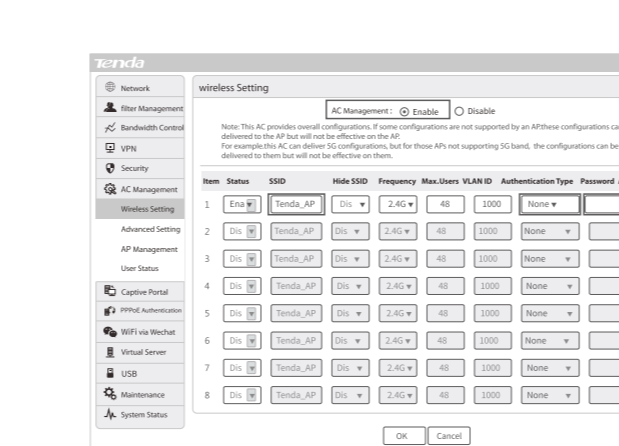 Tenda
Network
filter Management
Bandwidth Control
VPN
Security
AC Management
Wireless Setting
Advanced Setting
AP Management
User Status
Captive Portal
PPPoE Authentication
WiFi via Wechat
Virtual Server
USB
Maintenance
System Status
wireless Setting
AC Management : Enable Disable
Note: This AC provides overall configurations. If some configurations are not supported by an AP.these configurations can
delivered to the AP but will not be effective on the AP.
For example.this AC can deliver 5G configurations, but for those APs not supporting 5G band, the configurations can be
delivered to them but will not be effective on them.
Item Status SSID Hide SSID Frequency Max.Users VLAN ID Authentication Type Password
1 Ena Tenda_AP Dis 2.4G 48 1000 None
2 Dis Tenda_AP Dis 2.4G 48 1000 None
3 Dis Tenda_AP Dis 2.4G 48 1000 None
4 Dis Tenda_AP Dis 2.4G 48 1000 None
5 Dis Tenda_AP Dis 2.4G 48 1000 None
6 Dis Tenda_AP Dis 2.4G 48 1000 None
7 Dis Tenda_AP Dis 2.4G 48 1000 None
8 Dis Tenda_AP Dis 2.4G 48 1000 None
OK Cancel